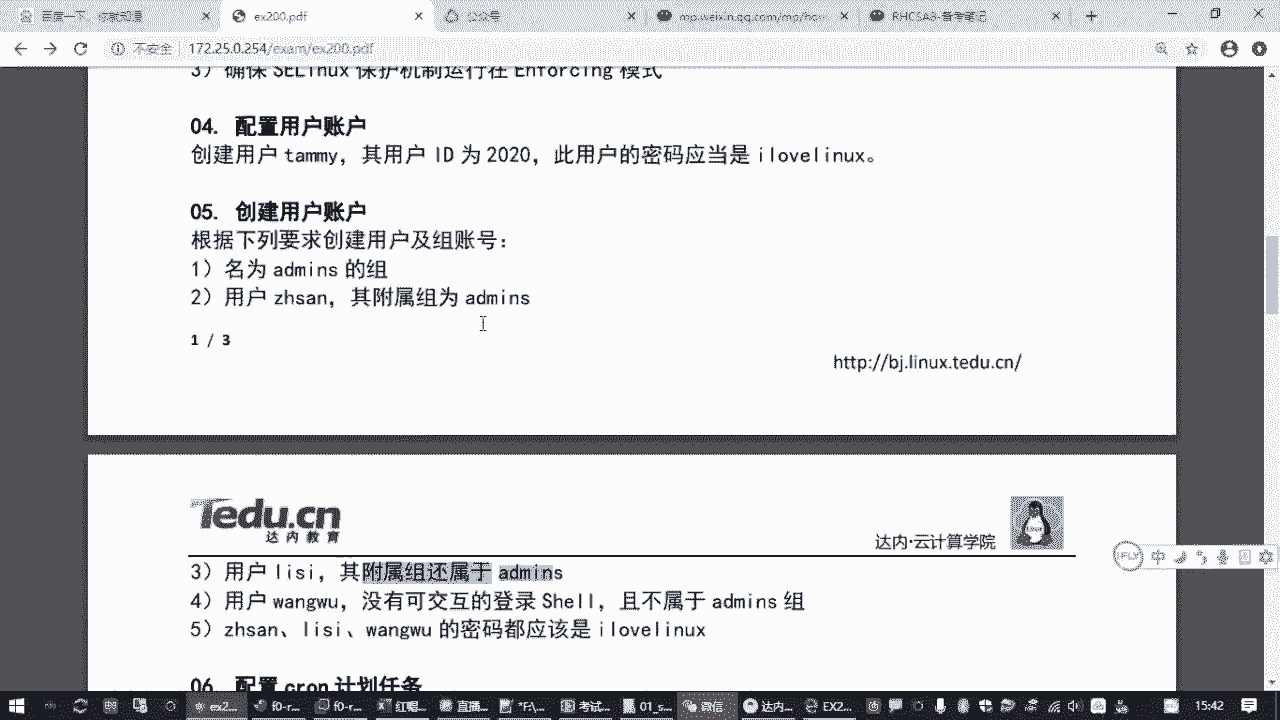 百度一下，你就知道
ex200.pdf
公众号
mp.weixin.qq.com/mp/hom
RHCSA8-备考笔记
不安全
172.25.0.254/exam/ex200.pdf
3）确保 SELinux 保护机制运行在 Enforcing 模式
04. 配置用户账户
创建用户 tammy，其用户 ID 为 2020，此用户的密码应当是 ilovelinux。
05. 创建用户账户
根据下列要求创建用户及组账号：
1）名为 admins 的组
2）用户 zhsan，其附属组为 admins
1 / 3
http://bj.linux.tedu.cn/
Tedu.cn
达内教育
达内·云计算学院
3）用户 lisi，其附属组还属于 admins
4）用户 wangwu，没有可交互的登录 Shell，且不属于 admins 组
5）zhsan、lisi、wangwu 的密码都应该是 ilovelinux
06. 配置 cron 计划任务
iFLY
中
ex2...
f0-r...
f0-r...
红帽...
直播...
考试...
01_s...
微信
达内...
EX2...
15:42